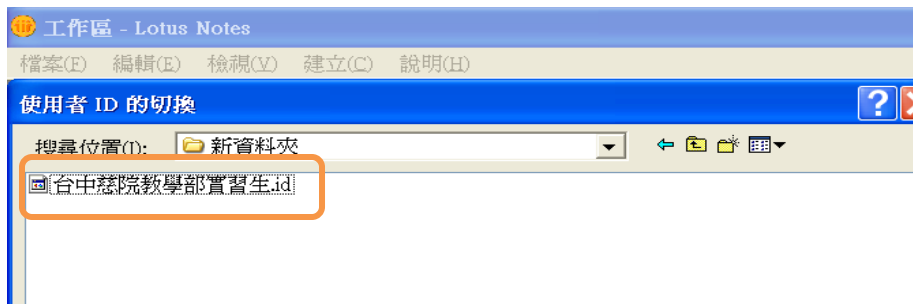 工作區 - Lotus Notes
檔案(F) 編輯(E) 檢視(V) 建立(C) 說明(H)
使用者 ID 的切換
搜尋位置(I): 新資料夾
台中慈院教學部實習生.id